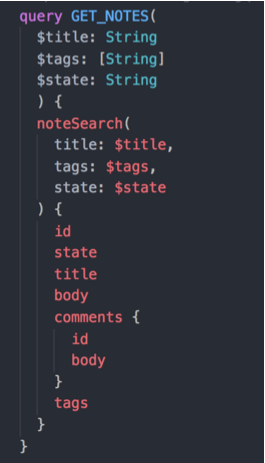 query GET_NOTES(
$title: String
$tags: [String]
$state: String
) {
noteSearch(
title: $title,
tags: $tags,
state: $state
) {
id
state
title
body
comments {
id
body
}
tags
}
}